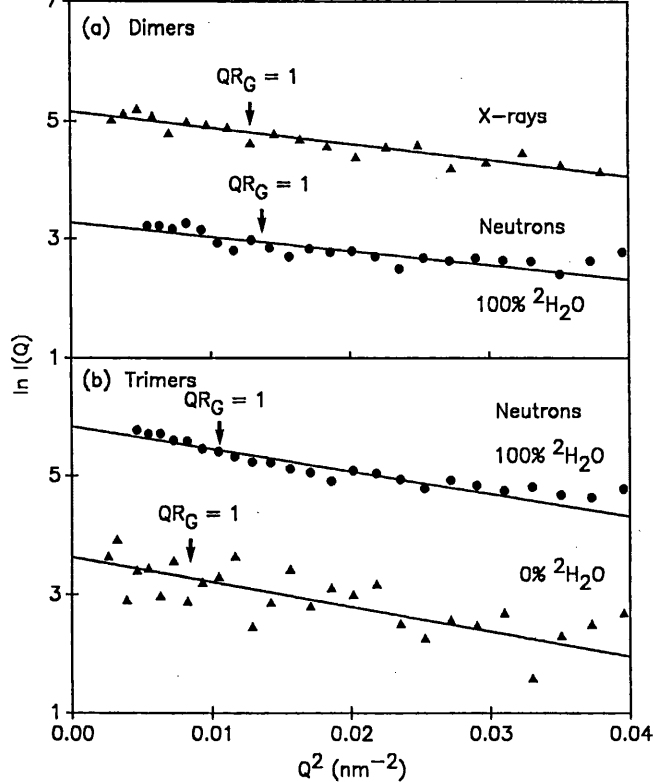 7
(a) Dimers
QR_G = 1
5
X-rays
QR_G = 1
3
Neutrons
100% ²H₂O
1
ln I(Q)
(b) Trimers
QR_G = 1
Neutrons
100% ²H₂O
5
QR_G = 1
0% ²H₂O
3
1
0.00 0.01 0.02 0.03 0.04
Q² (nm⁻²)